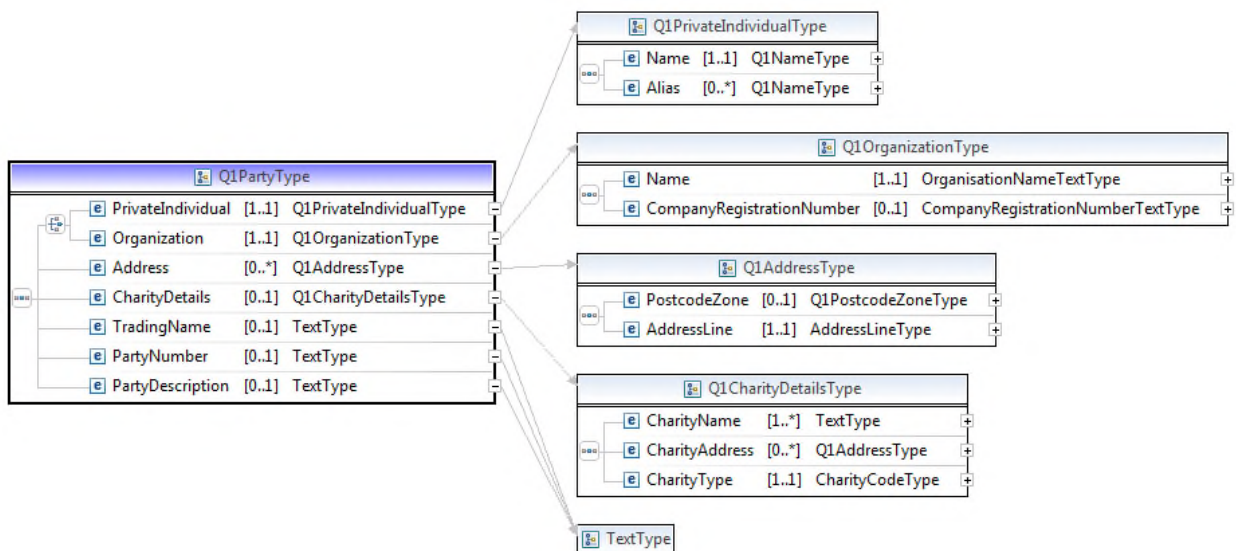 Q1PrivateIndividualType
e Name [1..1] Q1NameType
e Alias [0..*] Q1NameType
Q1OrganizationType
e Name [1..1] OrganisationNameTextType
e CompanyRegistrationNumber [0..1] CompanyRegistrationNumberTextType
Q1PartyType
e PrivateIndividual [1..1] Q1PrivateIndividualType
e Organization [1..1] Q1OrganizationType
e Address [0..*] Q1AddressType
e CharityDetails [0..1] Q1CharityDetailsType
e TradingName [0..1] TextType
e PartyNumber [0..1] TextType
e PartyDescription [0..1] TextType
Q1AddressType
e PostcodeZone [0..1] Q1PostcodeZoneType
e AddressLine [1..1] AddressLineType
Q1CharityDetailsType
e CharityName [1..*] TextType
e CharityAddress [0..*] Q1AddressType
e CharityType [1..1] CharityCodeType
TextType